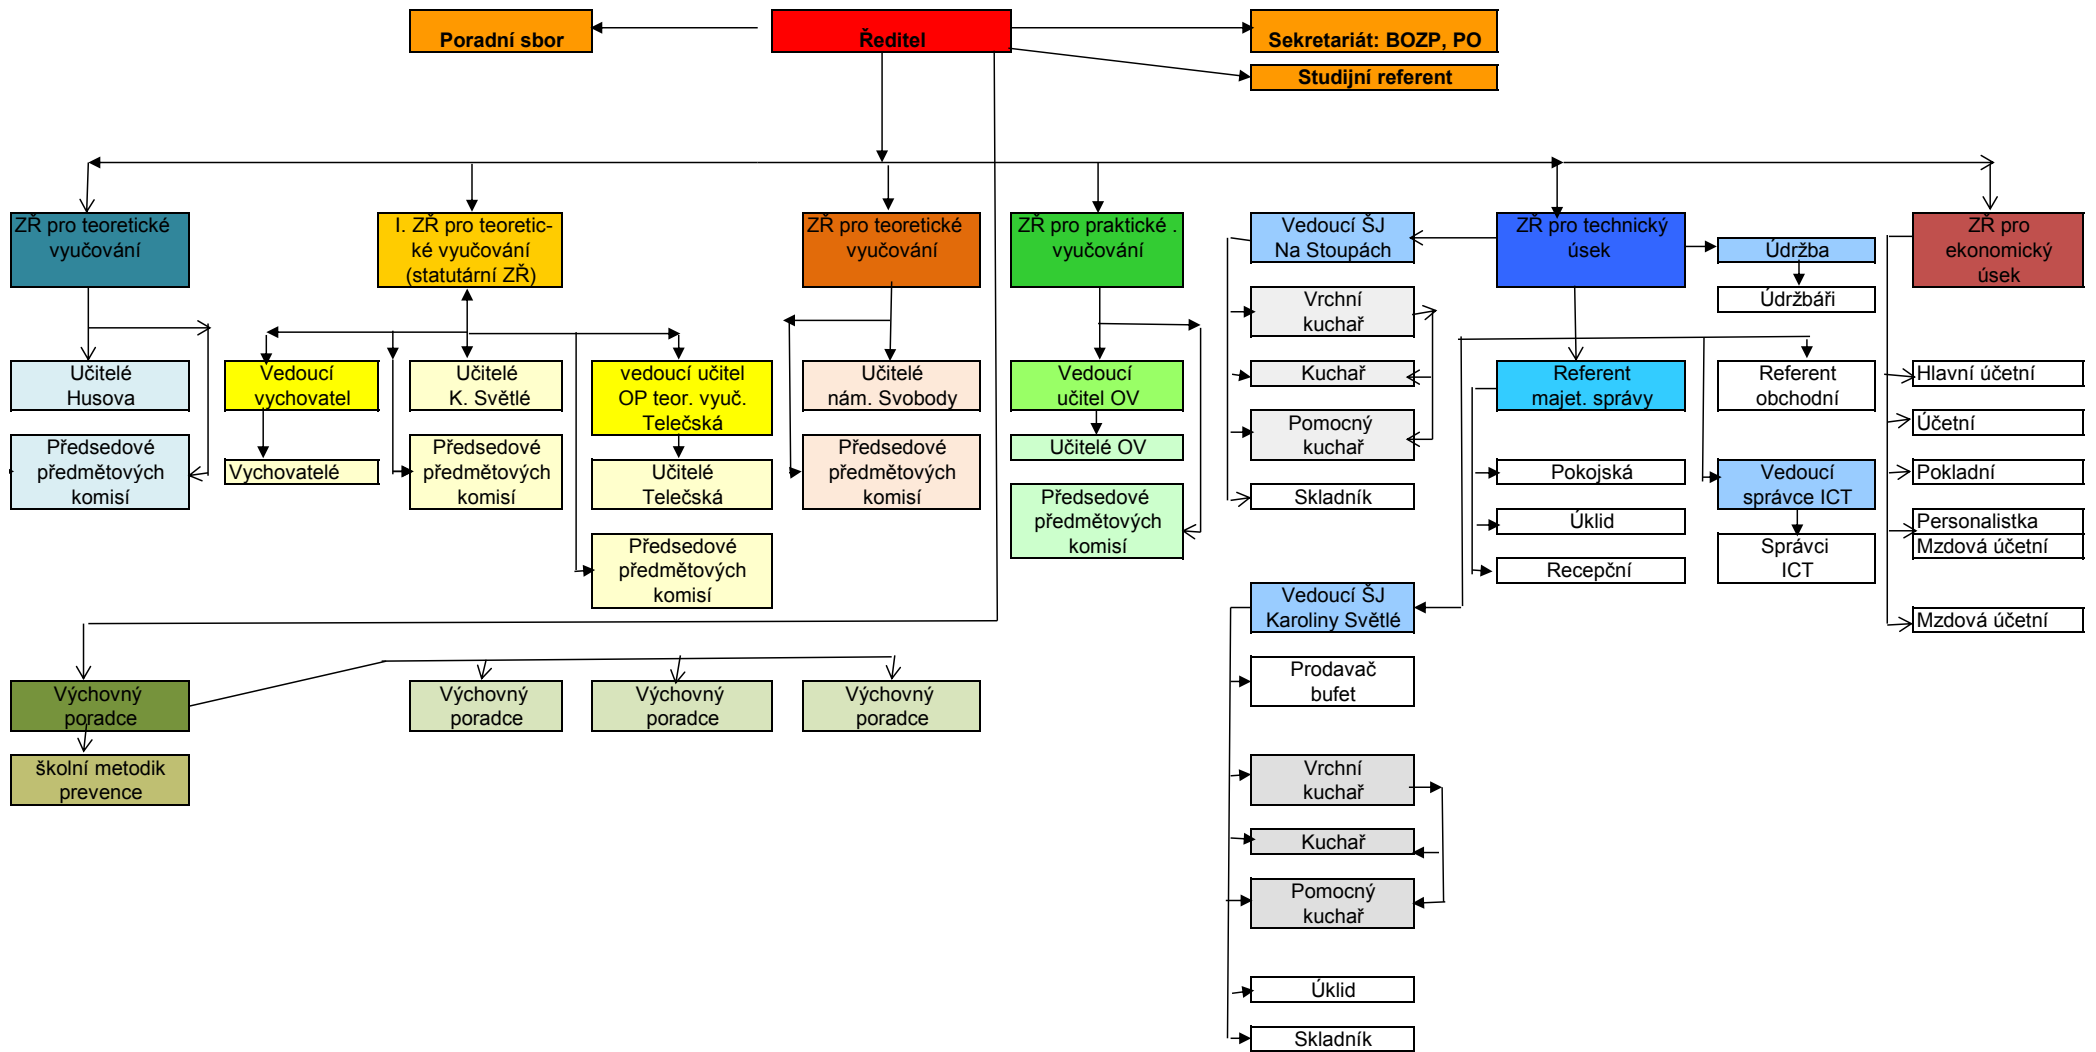 Poradní sbor
Ředitel
Sekretariát: BOZP, PO
Studijní referent
ZŘ pro teoretické
vyučování
I. ZŘ pro teoretic-
ké vyučování
(statutární ZŘ)
ZŘ pro teoretické
vyučování
ZŘ pro praktické .
vyučování
Vedoucí ŠJ
Na Stoupách
ZŘ pro technický
úsek
Údržba
Údržbáři
ZŘ pro
ekonomický
úsek
Vrchní
kuchař
Učitelé
Husova
Vedoucí
vychovatel
Učitelé
K. Světlé
vedoucí učitel
OP teor. vyuč.
Telečská
Učitelé
nám. Svobody
Vedoucí
učitel OV
Kuchař
Referent
majet. správy
Referent
obchodní
Hlavní účetní
Předsedové
předmětových
komisí
Vychovatelé
Předsedové
předmětových
komisí
Učitelé
Telečská
Předsedové
předmětových
komisí
Učitelé OV
Pomocný
kuchař
Účetní
Pokojská
Vedoucí
správce ICT
Pokladní
Předsedové
předmětových
komisí
Skladník
Úklid
Personalistka
Mzdová účetní
Předsedové
předmětových
komisí
Recepční
Správci
ICT
Vedoucí ŠJ
Karoliny Světlé
Mzdová účetní
Výchovný
poradce
Výchovný
poradce
Výchovný
poradce
Výchovný
poradce
Prodavač
bufet
školní metodik
prevence
Vrchní
kuchař
Kuchař
Pomocný
kuchař
Úklid
Skladník